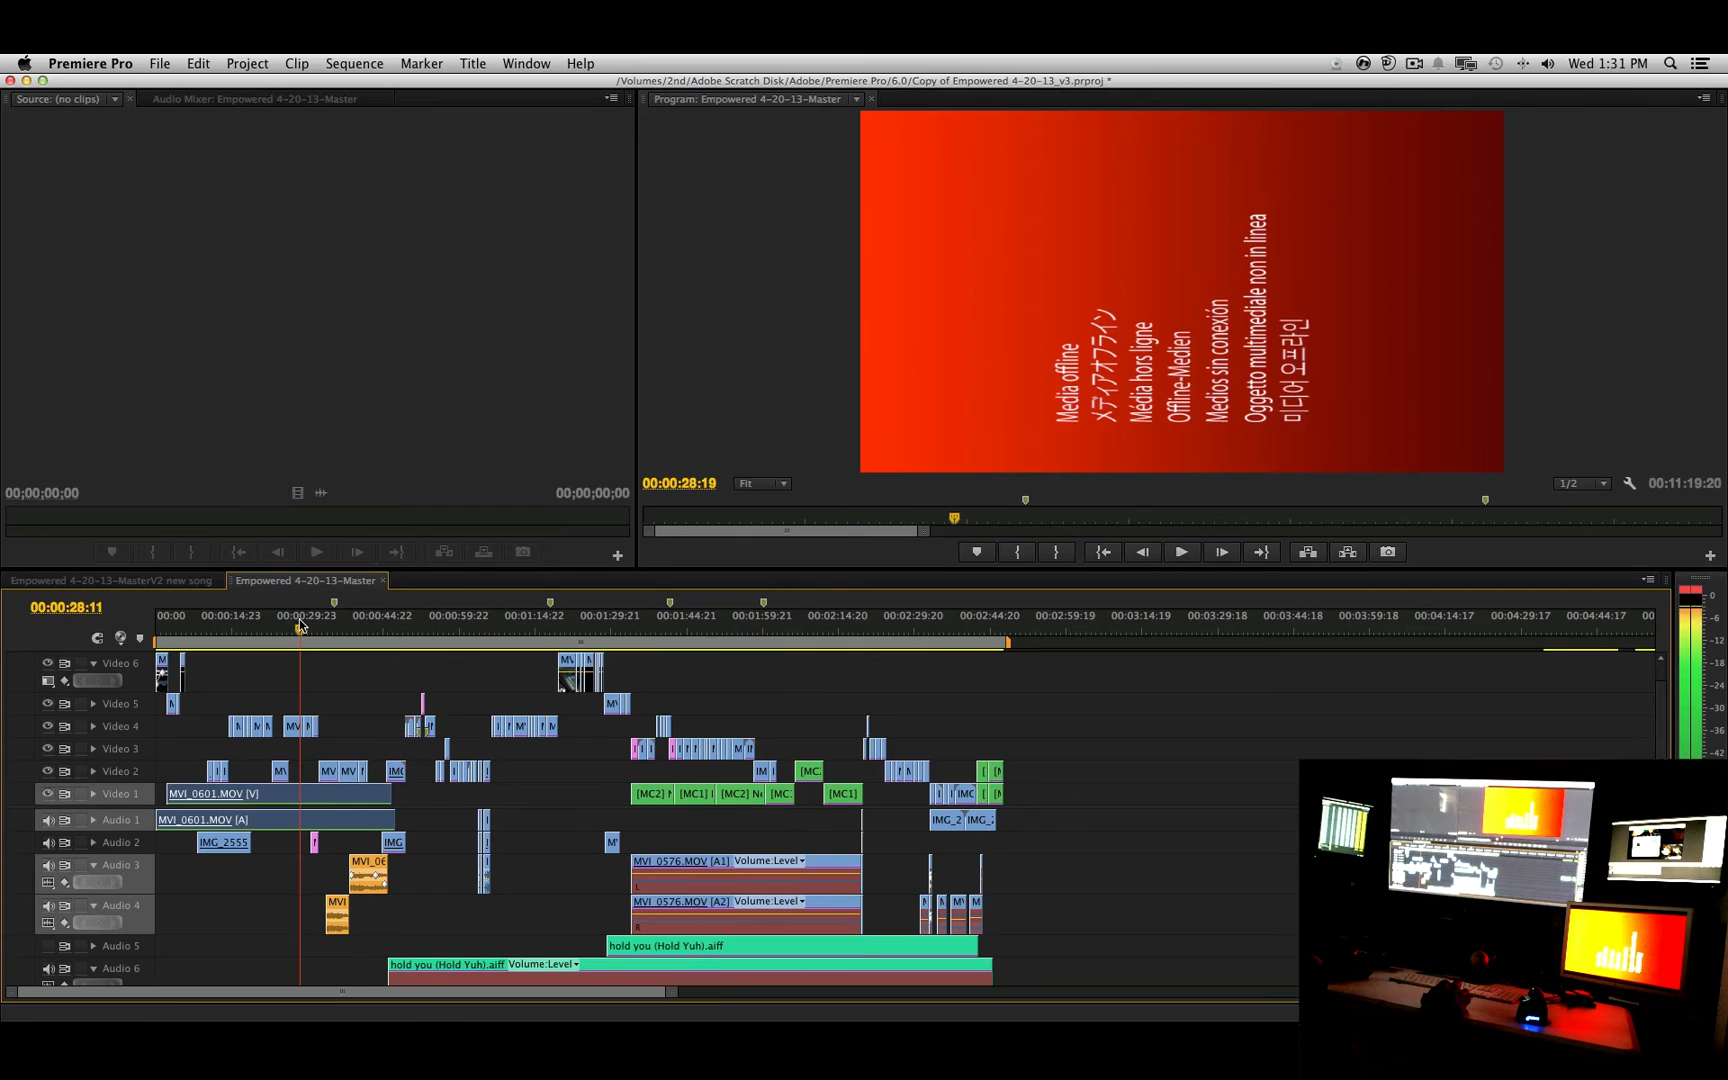 Premiere Pro File Edit Project Clip Sequence Marker Title Window Help
Wed 1:31 PM
/Volumes/2nd/Adobe Scratch Disk/Adobe/Premiere Pro/6.0/Copy of Empowered 4-20-13_v3.prproj *
Source: (no clips)
Audio Mixer: Empowered 4-20-13-Master
Program: Empowered 4-20-13-Master
Media offline
メディアオフライン
Média hors ligne
Offline-Medien
Medios sin conexión
Oggetto multimediale non in linea
미디어 오프라인
00;00;00;00
00;00;00;00
00:00:28:19
Fit
1/2
00:11:19:20
Empowered 4-20-13-MasterV2 new song
Empowered 4-20-13-Master
00:00:28:11
00:00 00:00:14:23 00:00:29:23 00:00:44:22 00:00:59:22 00:01:14:22 00:01:29:21 00:01:44:21 00:01:59:21 00:02:14:20 00:02:29:20 00:02:44:20 00:02:59:19 00:03:14:19 00:03:29:18 00:03:44:18 00:03:59:18 00:04:14:17 00:04:29:17 00:04:44:17 00
Video 6
Video 5
Video 4
Video 3
Video 2
Video 1
MVI_0601.MOV [V]
[MC1]
Audio 1
MVI_0601.MOV [A]
IMG_2 IMG_2
Audio 2
IMG_2555
IMG
Audio 3
MVI_06
MVI_0576.MOV [A1] Volume:Level
L
Audio 4
MVI
MVI_0576.MOV [A2] Volume:Level
R
Audio 5
hold you (Hold Yuh).aiff
Audio 6
hold you (Hold Yuh).aiff Volume:Level
0
-6
-12
-18
-24
-30
-36
-42